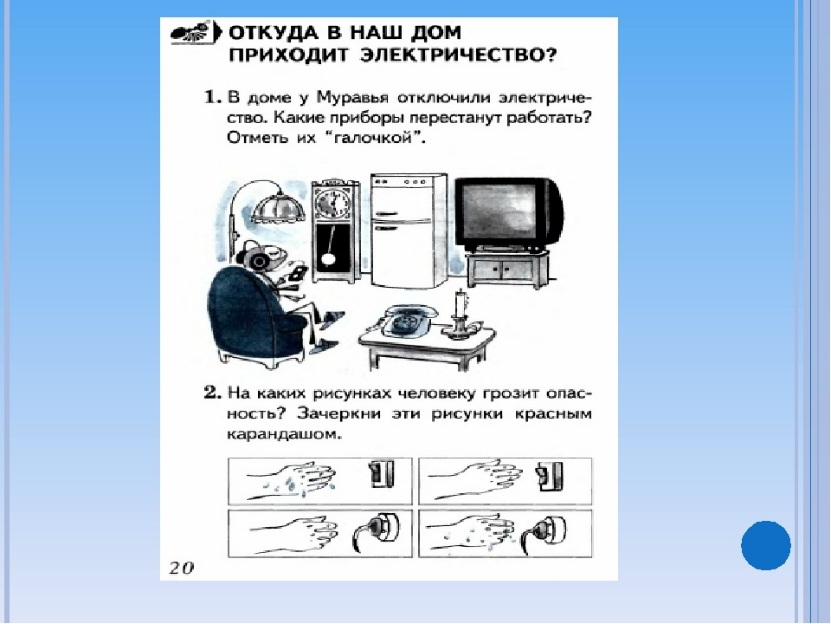 ОТКУДА В НАШ ДОМ
ПРИХОДИТ ЭЛЕКТРИЧЕСТВО?
1. В доме у Муравья отключили электриче-
ство. Какие приборы перестанут работать?
Отметь их “галочкой”.
2. На каких рисунках человеку грозит опас-
ность? Зачеркни эти рисунки красным
карандашом.
20